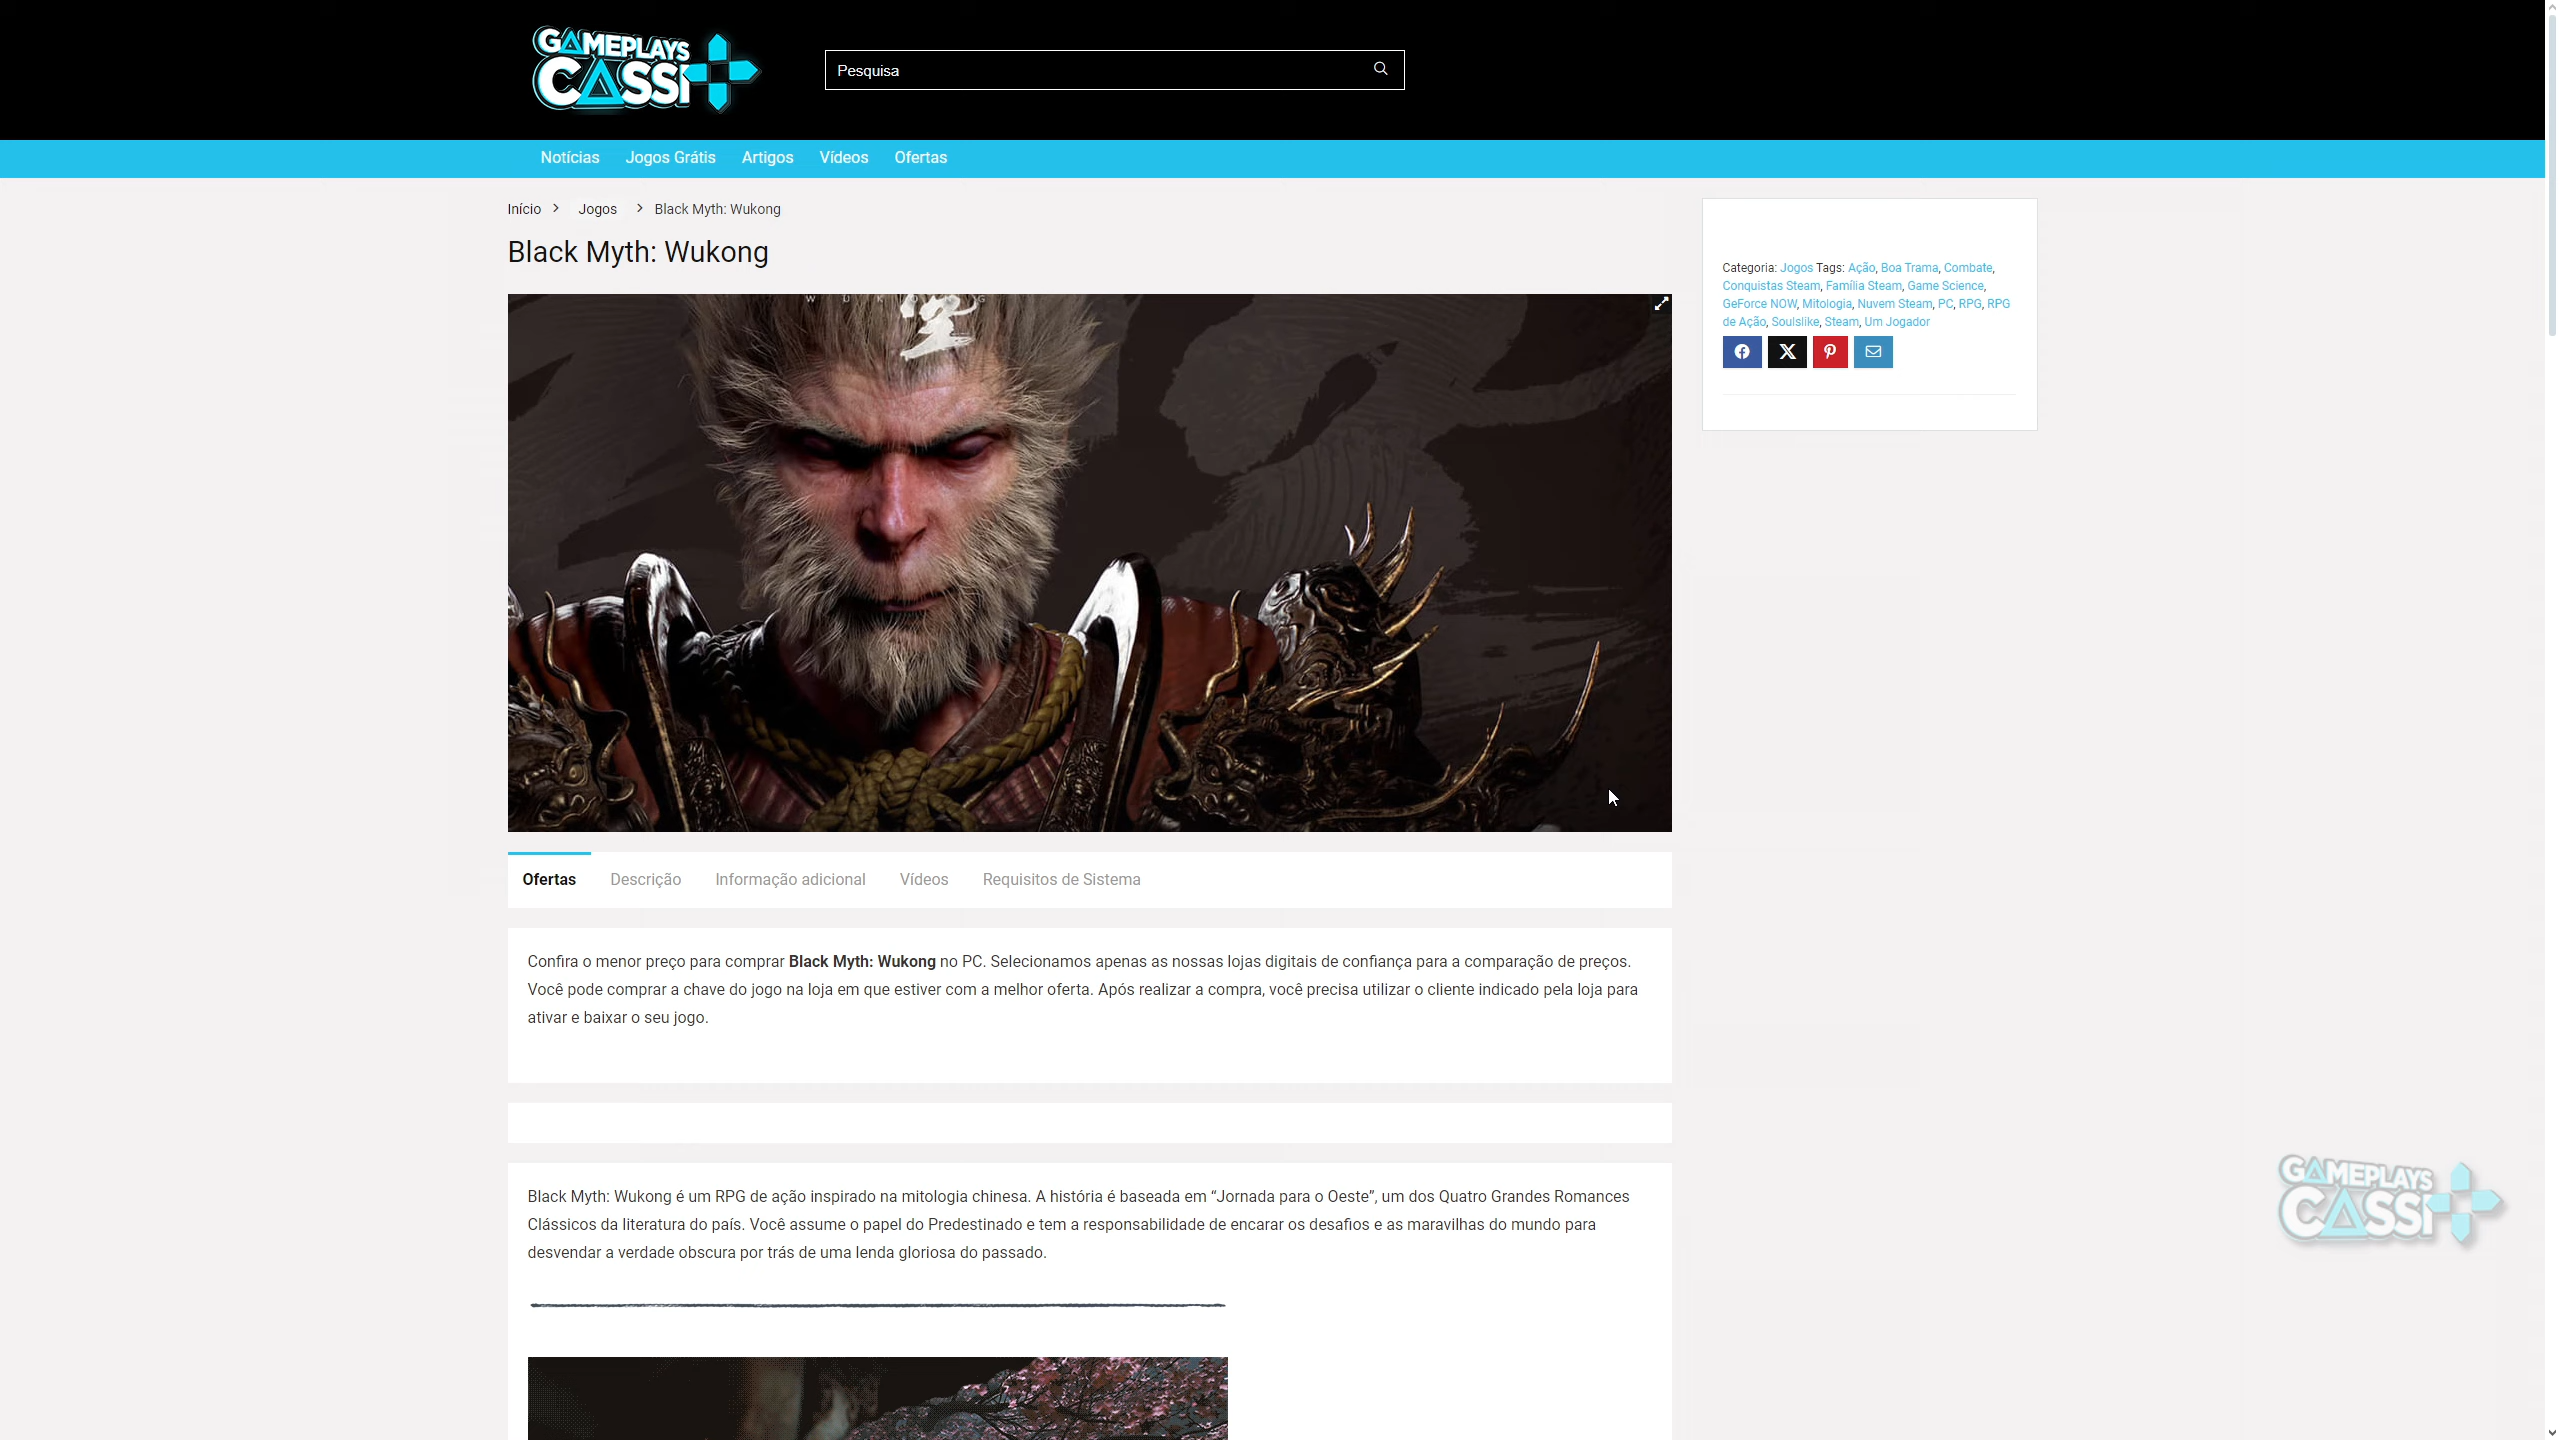 GAMEPLAYS
CASSI
Pesquisa
Notícias Jogos Grátis Artigos Vídeos Ofertas
Início > Jogos > Black Myth: Wukong
Black Myth: Wukong
WUKONG
空
Categoria: Jogos Tags: Ação, Boa Trama, Combate,
Conquistas Steam, Família Steam, Game Science,
GeForce NOW, Mitologia, Nuvem Steam, PC, RPG, RPG
de Ação, Soulslike, Steam, Um Jogador
Ofertas Descrição Informação adicional Vídeos Requisitos de Sistema
Confira o menor preço para comprar Black Myth: Wukong no PC. Selecionamos apenas as nossas lojas digitais de confiança para a comparação de preços.
Você pode comprar a chave do jogo na loja em que estiver com a melhor oferta. Após realizar a compra, você precisa utilizar o cliente indicado pela loja para
ativar e baixar o seu jogo.
Black Myth: Wukong é um RPG de ação inspirado na mitologia chinesa. A história é baseada em “Jornada para o Oeste”, um dos Quatro Grandes Romances
Clássicos da literatura do país. Você assume o papel do Predestinado e tem a responsabilidade de encarar os desafios e as maravilhas do mundo para
desvendar a verdade obscura por trás de uma lenda gloriosa do passado.
GAMEPLAYS
CASSI